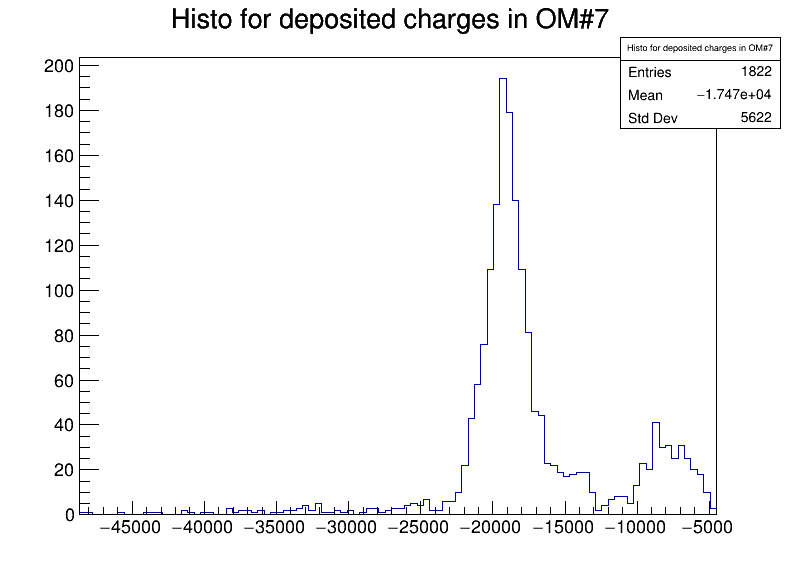 Histo for deposited charges in OM#7
Histo for deposited charges in OM#7
Entries 1822
Mean −1.747e+04
Std Dev 5622
200
180
160
140
120
100
80
60
40
20
0
−45000 −40000 −35000 −30000 −25000 −20000 −15000 −10000 −5000